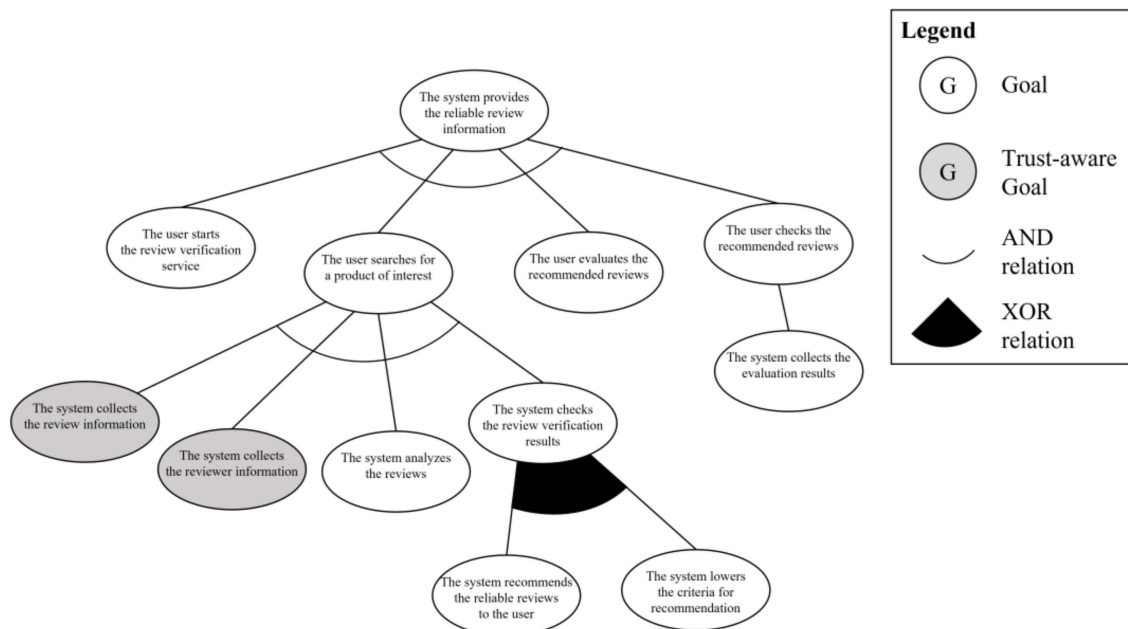 The system provides
the reliable review
information
The user starts
the review verification
service
The user searches for
a product of interest
The user evaluates the
recommended reviews
The user checks the
recommended reviews
The system collects the
evaluation results
The system collects
the review information
The system collects
the reviewer information
The system analyzes
the reviews
The system checks
the review verification
results
The system recommends
the reliable reviews
to the user
The system lowers
the criteria for
recommendation
Legend
G
Goal
G
Trust-aware
Goal
AND
relation
XOR
relation